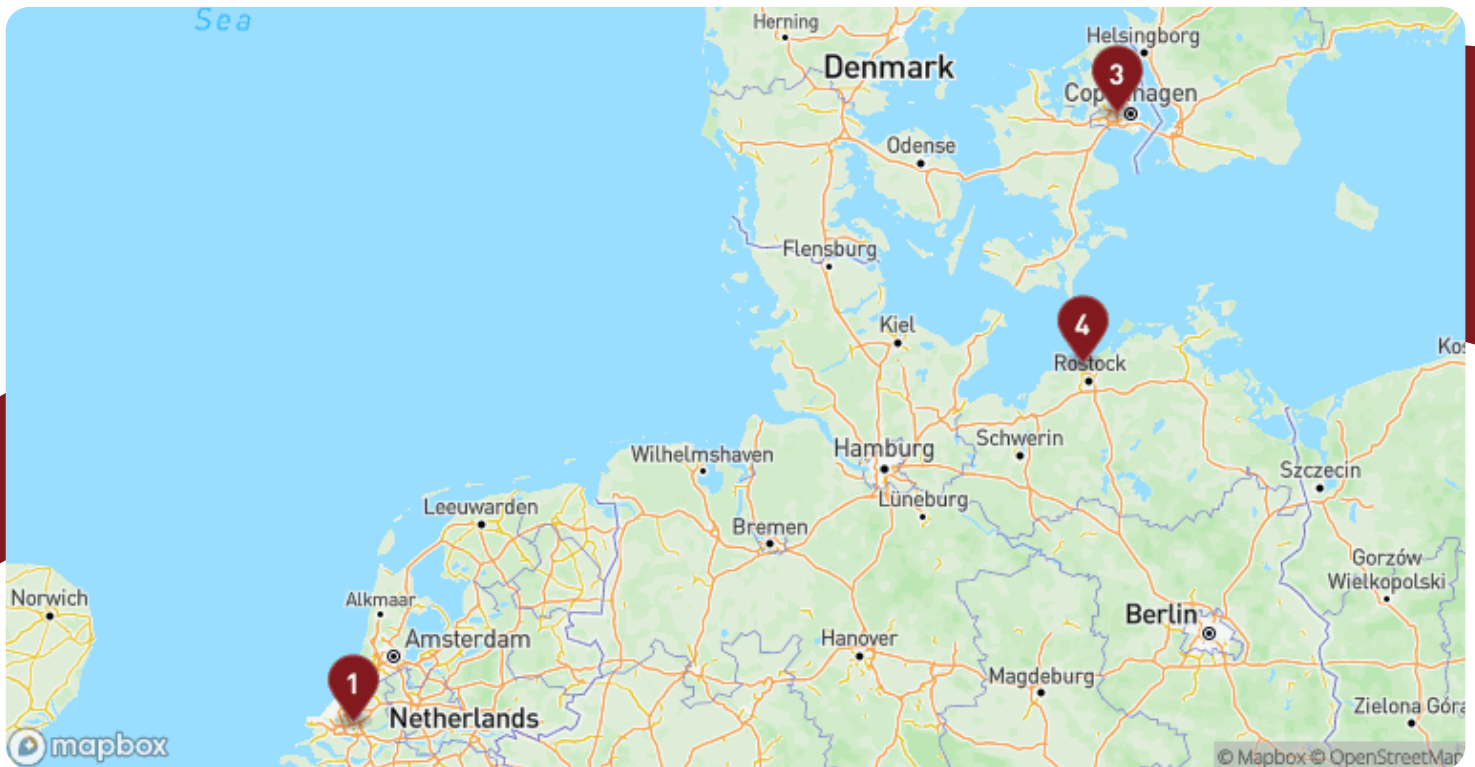 Sea
Herning
Helsingborg
Denmark
3
Copenhagen
Odense
Flensburg
4
Kiel
Rostock
Kos
Hamburg
Schwerin
Wilhelmshaven
Szczecin
Lüneburg
Leeuwarden
Bremen
Gorzów
Wielkopolski
Norwich
Alkmaar
Berlin
Amsterdam
Hanover
1
Magdeburg
Netherlands
Zielona Góra
mapbox
© Mapbox © OpenStreetMap